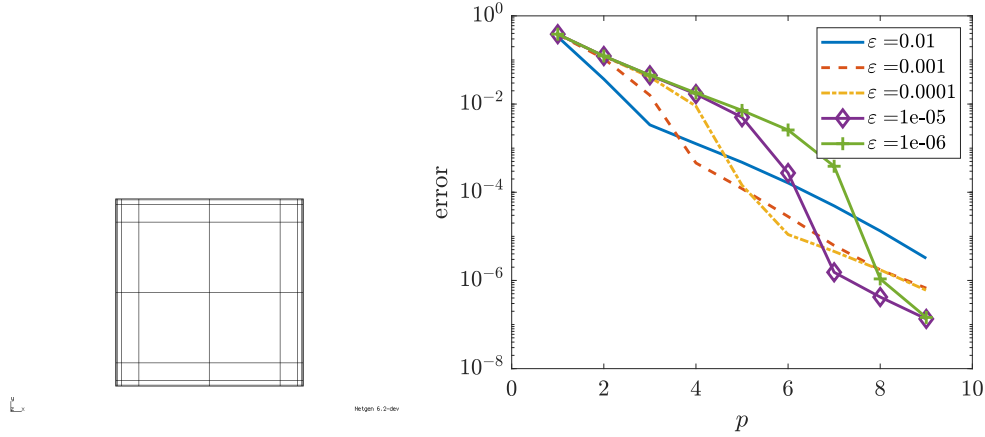 y
z x
Netgen 6.2-dev
error
10^0
10^-2
10^-4
10^-6
10^-8
0 2 4 6 8 10
p
ε =0.01
ε =0.001
ε =0.0001
ε =1e-05
ε =1e-06